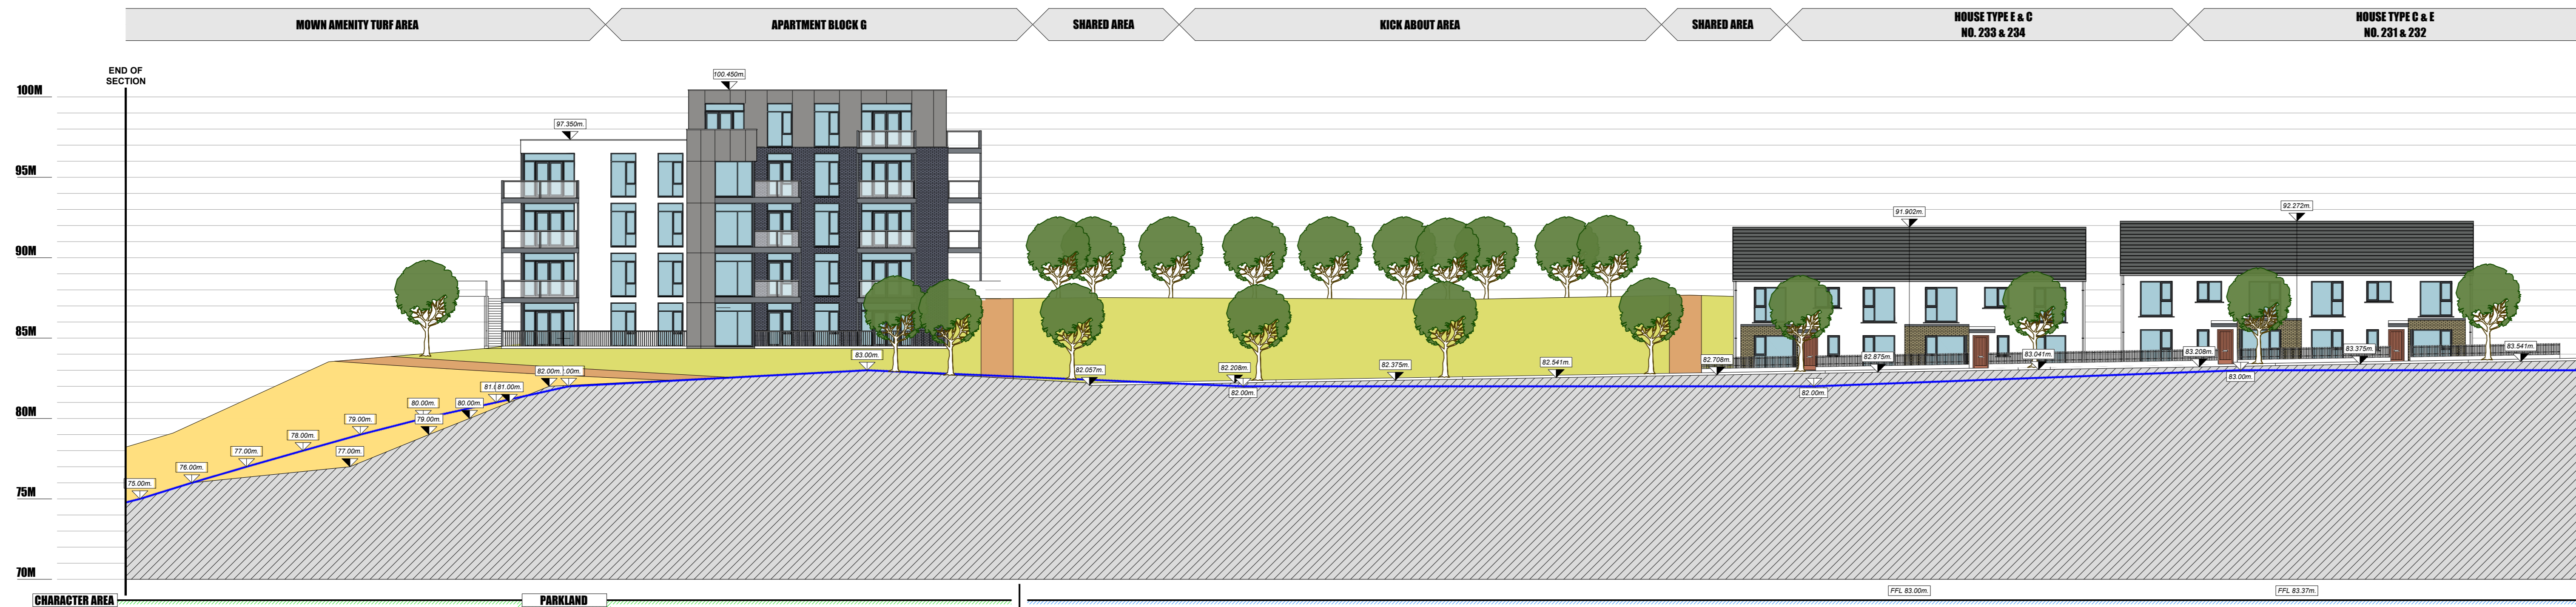 MOWN AMENITY TURF AREA
APARTMENT BLOCK G
SHARED AREA
KICK ABOUT AREA
SHARED AREA
HOUSE TYPE E & C
NO. 233 & 234
HOUSE TYPE C & E
NO. 231 & 232
END OF
SECTION
100M
95M
90M
85M
80M
75M
70M
100.450m.
97.350m.
91.902m.
92.272m.
83.00m.
82.00m.
00m.
81.00m.
80.00m.
80.00m.
79.00m.
79.00m.
78.00m.
77.00m.
77.00m.
76.00m.
75.00m.
82.057m.
82.208m.
82.00m.
82.375m.
82.541m.
82.708m.
82.00m.
82.875m.
83.041m.
83.208m.
83.00m.
83.375m.
83.541m.
FFL 83.00m.
FFL 83.37m.
CHARACTER AREA
PARKLAND